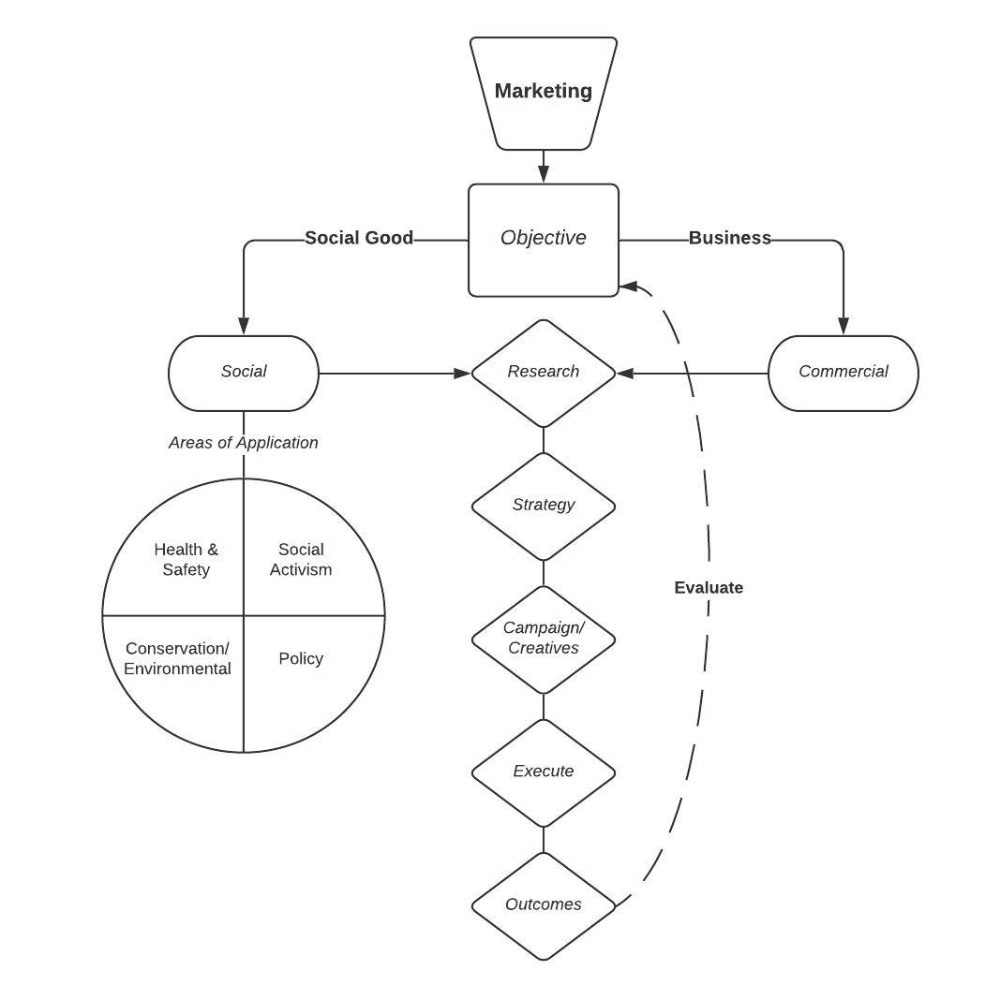 Marketing
Objective
Social Good
Business
Social
Research
Commercial
Areas of Application
Strategy
Health &
Safety
Social
Activism
Evaluate
Campaign/
Creatives
Conservation/
Environmental
Policy
Execute
Outcomes